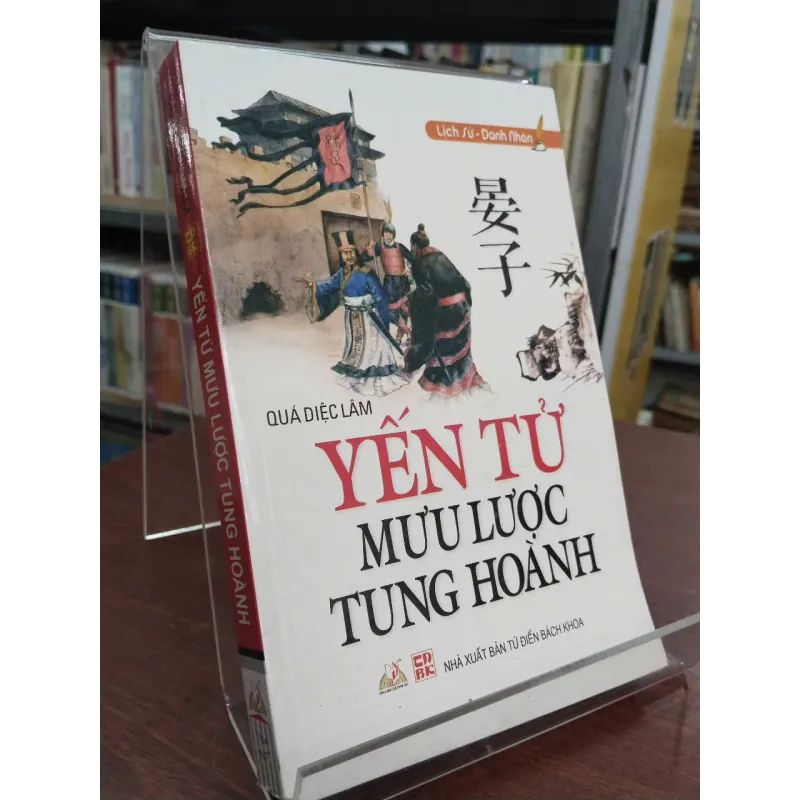 Lịch Sử - Danh Nhân
晏子
QUÁ DIỆC LÂM
YẾN TỬ
MƯU LƯỢC
TUNG HOÀNH
NHÀ XUẤT BẢN TỪ ĐIỂN BÁCH KHOA
YẾN TỬ MƯU LƯỢC TUNG HOÀNH